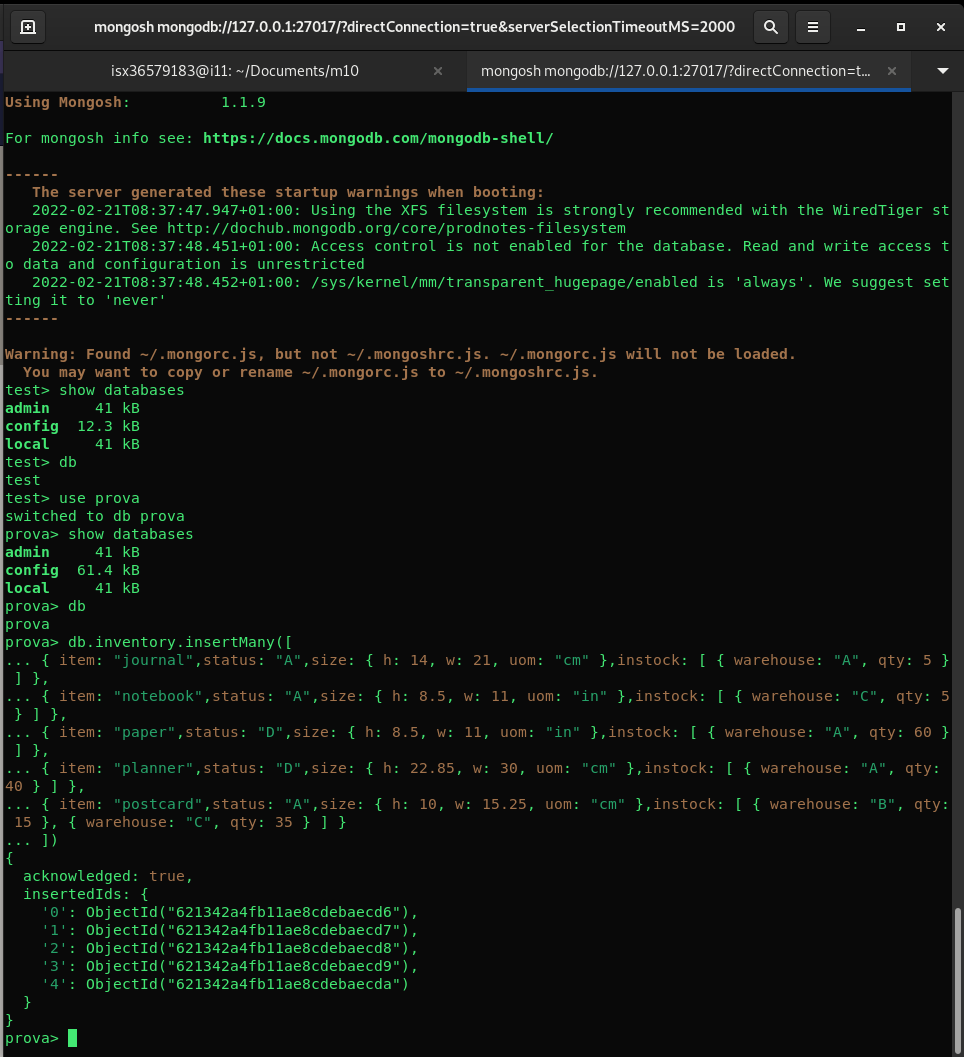 mongosh mongodb://127.0.0.1:27017/?directConnection=true&serverSelectionTimeoutMS=2000
isx36579183@i11: ~/Documents/m10
mongosh mongodb://127.0.0.1:27017/?directConnection=t...
Using Mongosh:          1.1.9
For mongosh info see: https://docs.mongodb.com/mongodb-shell/
------
   The server generated these startup warnings when booting:
   2022-02-21T08:37:47.947+01:00: Using the XFS filesystem is strongly recommended with the WiredTiger st
orage engine. See http://dochub.mongodb.org/core/prodnotes-filesystem
   2022-02-21T08:37:48.451+01:00: Access control is not enabled for the database. Read and write access t
o data and configuration is unrestricted
   2022-02-21T08:37:48.452+01:00: /sys/kernel/mm/transparent_hugepage/enabled is 'always'. We suggest set
ting it to 'never'
------
Warning: Found ~/.mongorc.js, but not ~/.mongoshrc.js. ~/.mongorc.js will not be loaded.
  You may want to copy or rename ~/.mongorc.js to ~/.mongoshrc.js.
test> show databases
admin     41 kB
config  12.3 kB
local     41 kB
test> db
test
test> use prova
switched to db prova
prova> show databases
admin     41 kB
config  61.4 kB
local     41 kB
prova> db
prova
prova> db.inventory.insertMany([
... { item: "journal",status: "A",size: { h: 14, w: 21, uom: "cm" },instock: [ { warehouse: "A", qty: 5 }
 ] },
... { item: "notebook",status: "A",size: { h: 8.5, w: 11, uom: "in" },instock: [ { warehouse: "C", qty: 5
 } ] },
... { item: "paper",status: "D",size: { h: 8.5, w: 11, uom: "in" },instock: [ { warehouse: "A", qty: 60 }
 ] },
... { item: "planner",status: "D",size: { h: 22.85, w: 30, uom: "cm" },instock: [ { warehouse: "A", qty:
40 } ] },
... { item: "postcard",status: "A",size: { h: 10, w: 15.25, uom: "cm" },instock: [ { warehouse: "B", qty:
 15 }, { warehouse: "C", qty: 35 } ] }
... ])
{
  acknowledged: true,
  insertedIds: {
    '0': ObjectId("621342a4fb11ae8cdebaecd6"),
    '1': ObjectId("621342a4fb11ae8cdebaecd7"),
    '2': ObjectId("621342a4fb11ae8cdebaecd8"),
    '3': ObjectId("621342a4fb11ae8cdebaecd9"),
    '4': ObjectId("621342a4fb11ae8cdebaecda")
  }
}
prova>